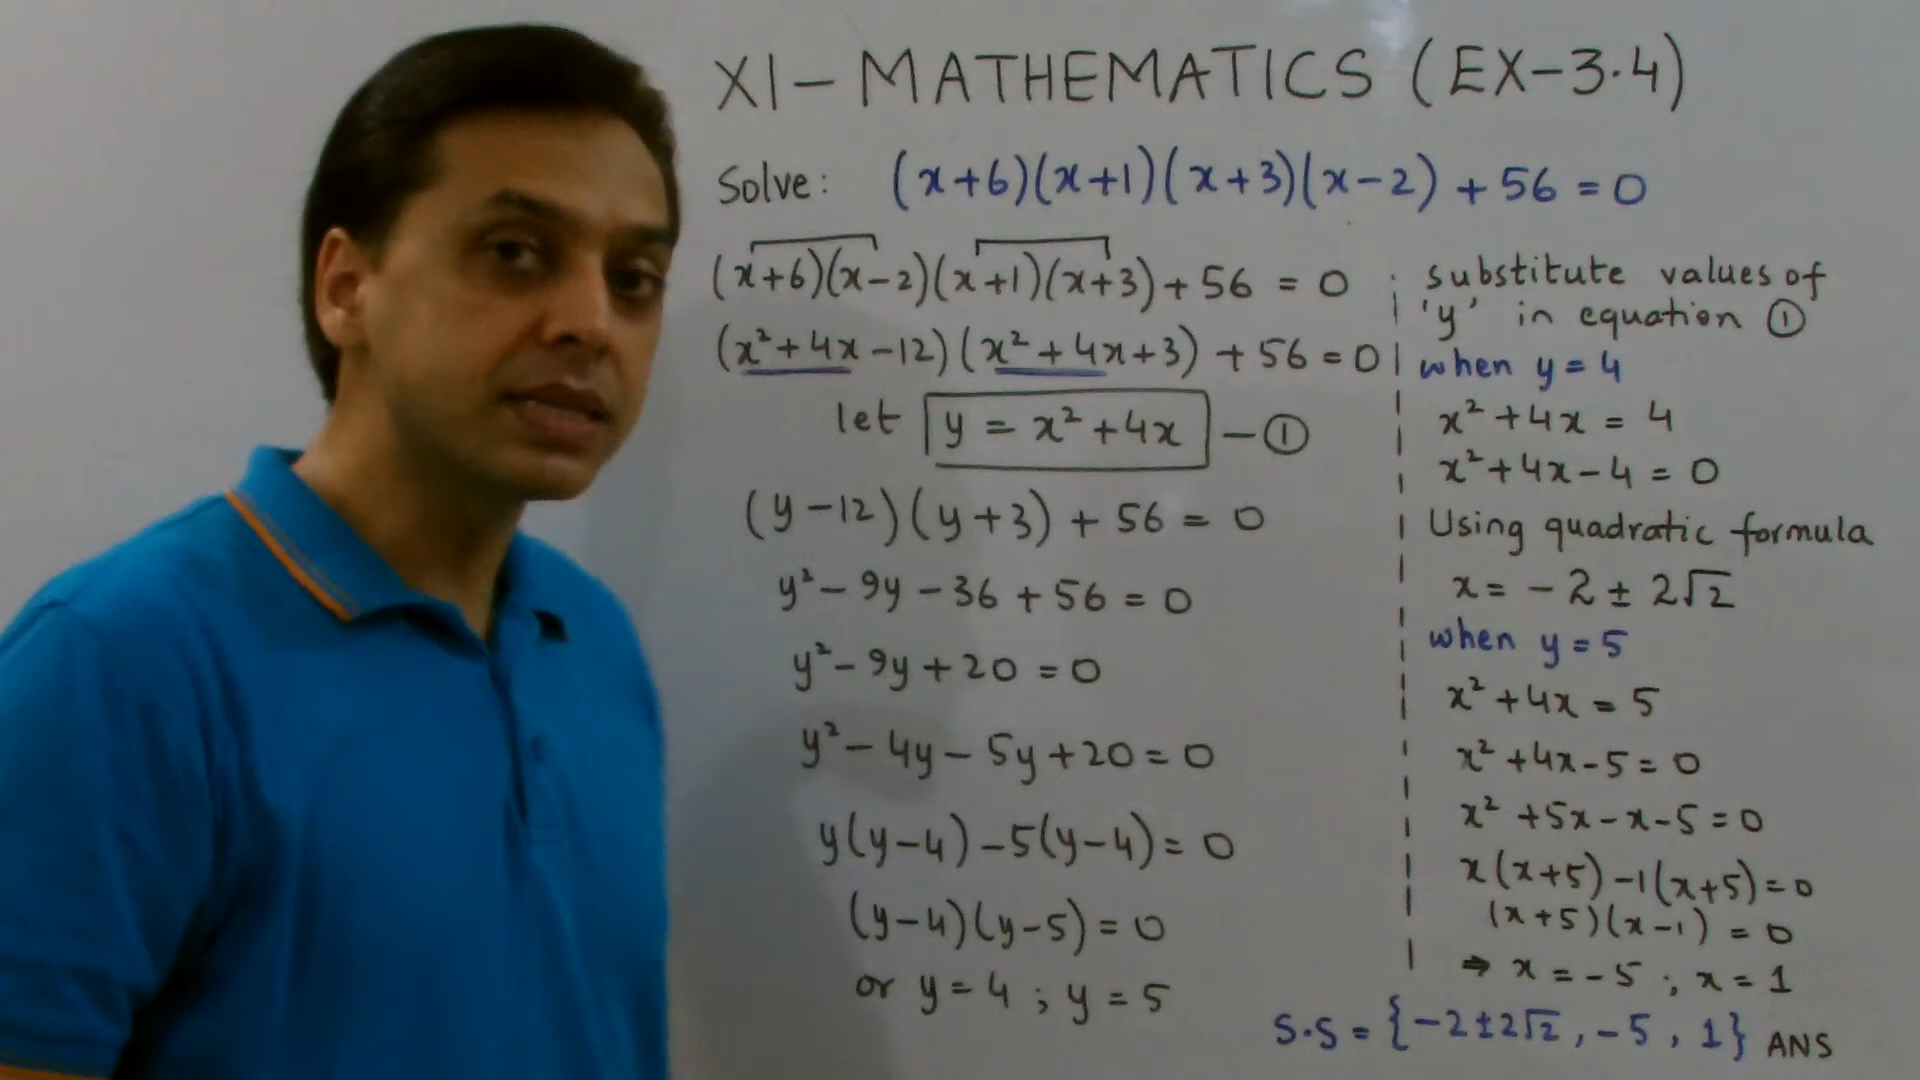 XI - MATHEMATICS (EX-3.4)
Solve: (x+6)(x+1)(x+3)(x-2) + 56 = 0
(x+6)(x-2)(x+1)(x+3) + 56 = 0
(x²+4x-12)(x²+4x+3) + 56 = 0
let y = x²+4x - ①
(y-12)(y+3) + 56 = 0
y² - 9y - 36 + 56 = 0
y² - 9y + 20 = 0
y² - 4y - 5y + 20 = 0
y(y-4) - 5(y-4) = 0
(y-4)(y-5) = 0
or y = 4 ; y = 5
substitute values of
'y' in equation ①
when y = 4
x² + 4x = 4
x² + 4x - 4 = 0
Using quadratic formula
x = -2 ± 2√2
when y = 5
x² + 4x = 5
x² + 4x - 5 = 0
x² + 5x - x - 5 = 0
x(x+5) - 1(x+5) = 0
(x+5)(x-1) = 0
⇒ x = -5 ; x = 1
S.S = {-2±2√2, -5, 1} ANS